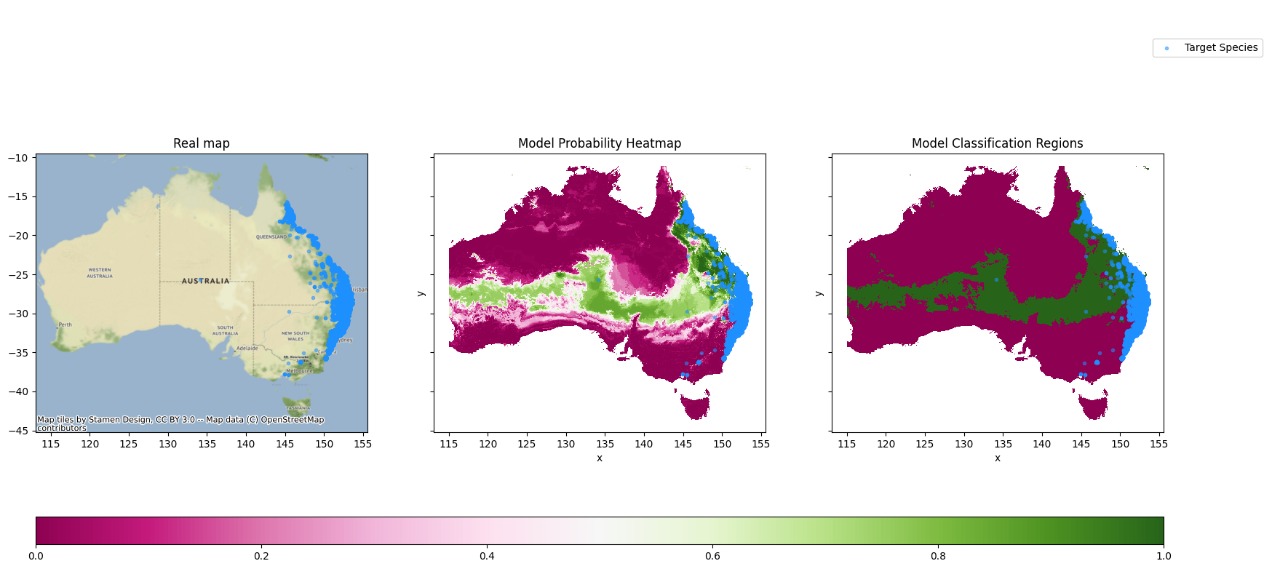 Target Species
Real map
Model Probability Heatmap
Model Classification Regions
−10
−15
−20
−25
−30
−35
−40
−45
QUEENSLAND
WESTERN
AUSTRALIA
AUSTRALIA
Perth
SOUTH
AUSTRALIA
NEW SOUTH
WALES
Adelaide
Map tiles by Stamen Design, CC BY 3.0 -- Map data (C) OpenStreetMap
contributors
115 120 125 130 135 140 145 150 155
y
115 120 125 130 135 140 145 150 155
x
y
115 120 125 130 135 140 145 150 155
x
0.0 0.2 0.4 0.6 0.8 1.0